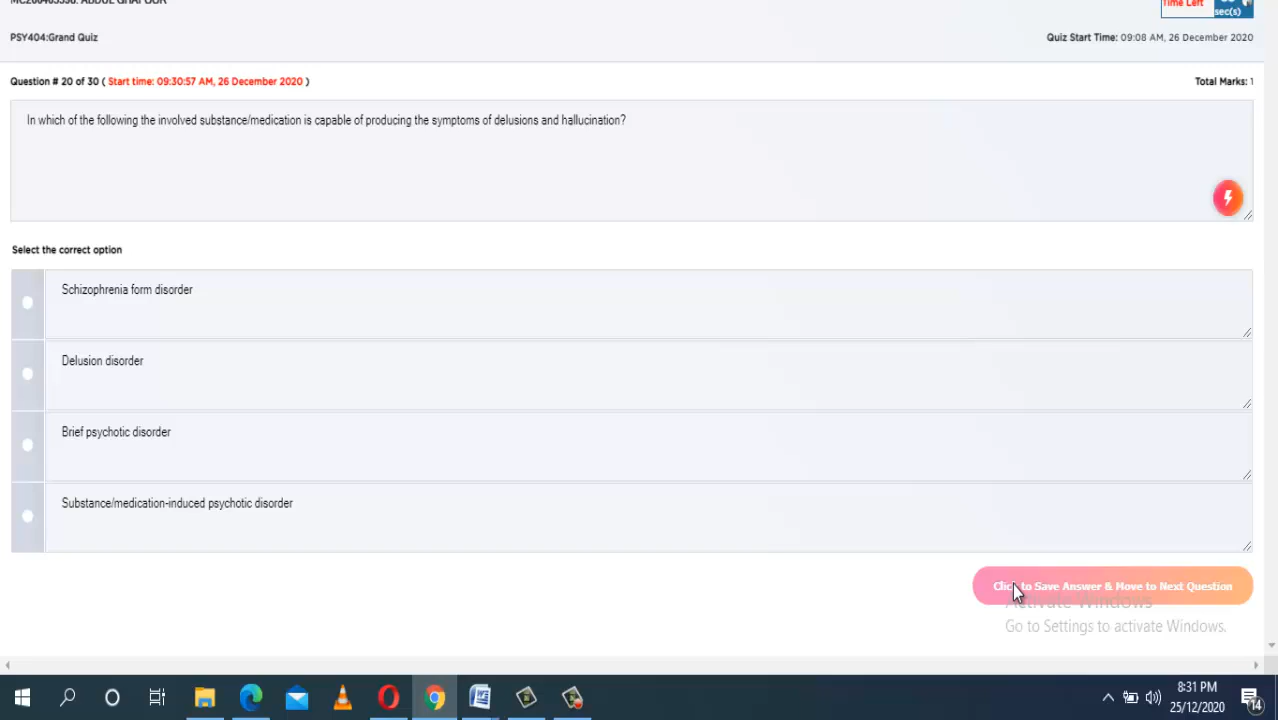 PSY404:Grand Quiz
Time Left
sec(s)
Quiz Start Time: 09:08 AM, 26 December 2020
Question # 20 of 30 ( Start time: 09:30:57 AM, 26 December 2020 )
Total Marks: 1
In which of the following the involved substance/medication is capable of producing the symptoms of delusions and hallucination?
Select the correct option
Schizophrenia form disorder
Delusion disorder
Brief psychotic disorder
Substance/medication-induced psychotic disorder
Click to Save Answer & Move to Next Question
Activate Windows
Go to Settings to activate Windows.
8:31 PM
25/12/2020
14